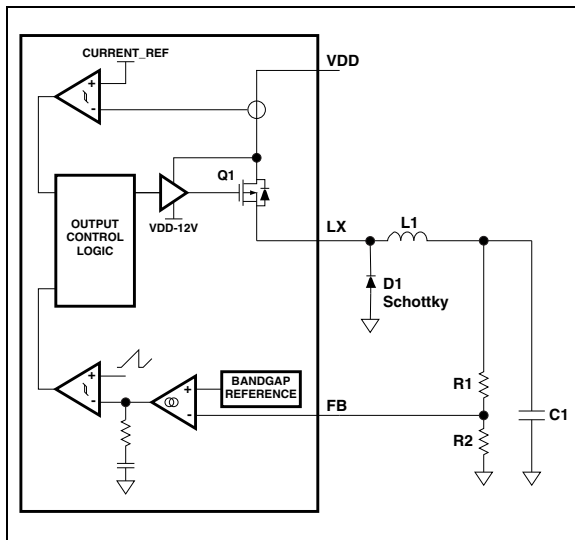 CURRENT_REF
VDD
+
-
Q1
OUTPUT
CONTROL
LOGIC
VDD-12V
LX
L1
D1
Schottky
+
-
+
-
BANDGAP
REFERENCE
FB
R1
R2
C1